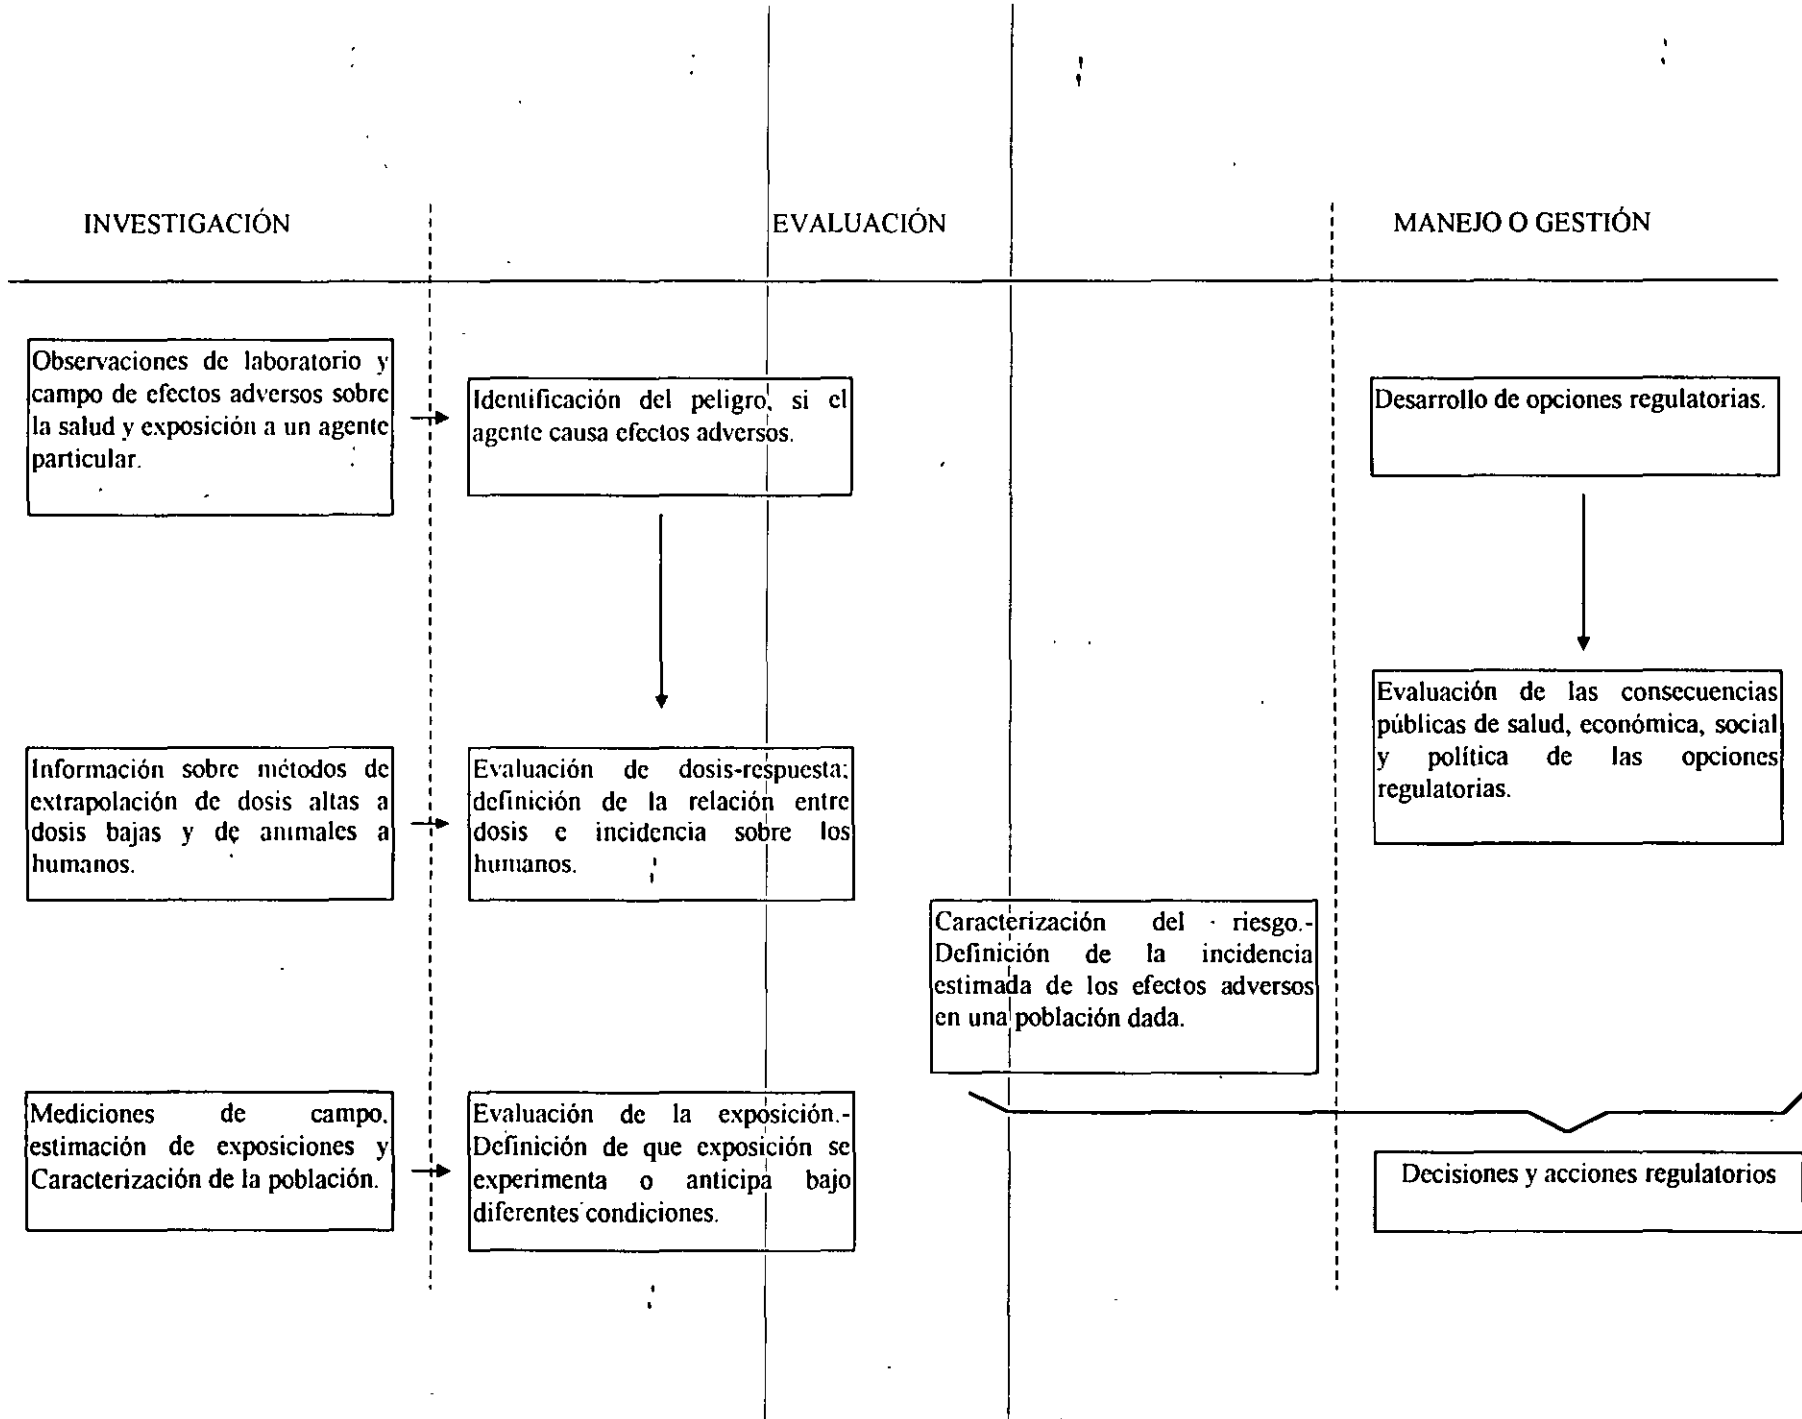 INVESTIGACIÓN
EVALUACIÓN
MANEJO O GESTIÓN
Observaciones de laboratorio y
campo de efectos adversos sobre
la salud y exposición a un agente
particular.
Identificación del peligro, si el
agente causa efectos adversos.
Desarrollo de opciones regulatorias.
Evaluación de las consecuencias
públicas de salud, económica, social
y política de las opciones
regulatorias.
Información sobre métodos de
extrapolación de dosis altas a
dosis bajas y de animales a
humanos.
Evaluación de dosis-respuesta;
definición de la relación entre
dosis e incidencia sobre los
humanos.
Caracterización del riesgo.-
Definición de la incidencia
estimada de los efectos adversos
en una población dada.
Mediciones de campo,
estimación de exposiciones y
Caracterización de la población.
Evaluación de la exposición.-
Definición de que exposición se
experimenta o anticipa bajo
diferentes condiciones.
Decisiones y acciones regulatorios